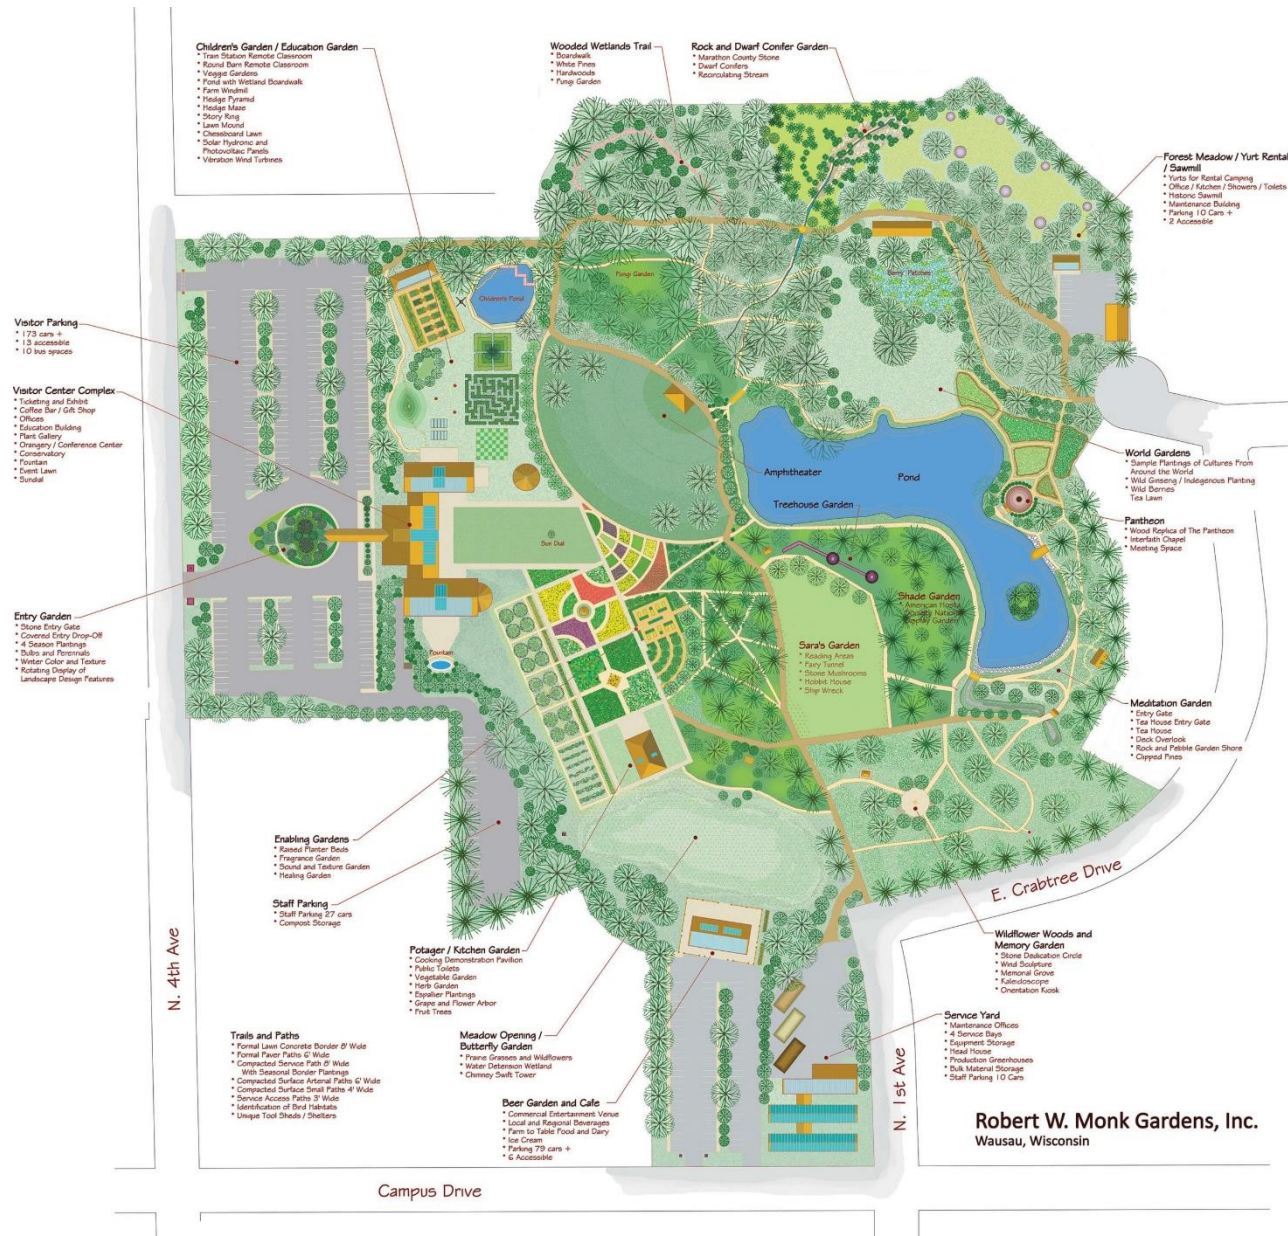 Children's Garden / Education Garden
* Train Station Remote Classroom
* Round Barn Remote Classroom
* Veggie Gardens
* Pond with Wetland Boardwalk
* Farm Windmill
* Hedge Pyramid
* Hedge Maze
* Story Ring
* Lawn Mound
* Chessboard Lawn
* Solar Hydronic and
Photovoltaic Panels
* Vibration Wind Turbines
Wooded Wetlands Trail
* Boardwalk
* White Pines
* Hardwoods
* Fungi Garden
Rock and Dwarf Conifer Garden
* Marathon County Stone
* Dwarf Conifers
* Recirculating Stream
Forest Meadow / Yurt Rental
/ Sawmill
* Yurts for Rental Camping
* Office / Kitchen / Showers / Toilets
* Historic Sawmill
* Maintenance Building
* Parking 10 Cars +
* 2 Accessible
Visitor Parking
* 173 cars +
* 13 accessible
* 10 bus spaces
Visitor Center Complex
* Ticketing and Exhibit
* Coffee Bar / Gift Shop
* Offices
* Education Building
* Plant Gallery
* Orangery / Conference Center
* Conservatory
* Fountain
* Event Lawn
* Sundial
Entry Garden
* Stone Entry Gate
* Covered Entry Drop-Off
* 4 Season Plantings
* Bulbs and Perennials
* Winter Color and Texture
* Rotating Display of
Landscape Design Features
Children's Pond
Fungi Garden
Berry Patches
Amphitheater
Pond
Treehouse Garden
Sun Dial
Fountain
Shade Garden
* American Hosta
Society National
Display Garden
Sara's Garden
* Reading Areas
* Fairy Tunnel
* Stone Mushrooms
* Hobbit House
* Ship Wreck
World Gardens
* Sample Plantings of Cultures From
Around the World
* Wild Ginseng / Indegenous Planting
* Wild Berries
Tea Lawn
Pantheon
* Wood Replica of The Pantheon
* Interfaith Chapel
* Meeting Space
Meditation Garden
* Entry Gate
* Tea House Entry Gate
* Tea House
* Deck Overlook
* Rock and Pebble Garden Shore
* Clipped Pines
Enabling Gardens
* Raised Planter Beds
* Fragrance Garden
* Sound and Texture Garden
* Healing Garden
Staff Parking
* Staff Parking 27 cars
* Compost Storage
Potager / Kitchen Garden
* Cooking Demonstration Pavilion
* Public Toilets
* Vegetable Garden
* Herb Garden
* Espalier Plantings
* Grape and Flower Arbor
* Fruit Trees
Meadow Opening /
Butterfly Garden
* Prairie Grasses and Wildflowers
* Water Detension Wetland
* Chimney Swift Tower
Beer Garden and Cafe
* Commercial Entertainment Venue
* Local and Regional Beverages
* Farm to Table Food and Dairy
* Ice Cream
* Parking 79 cars +
* 6 Accessible
Trails and Paths
* Formal Lawn Concrete Border 8' Wide
* Formal Paver Paths 6' Wide
* Compacted Service Path 8' Wide
With Seasonal Border Plantings
* Compacted Surface Arterial Paths 6' Wide
* Compacted Surface Small Paths 4' Wide
* Service Access Paths 3' Wide
* Identification of Bird Habitats
* Unique Tool Sheds / Shelters
Wildflower Woods and
Memory Garden
* Stone Dedication Circle
* Wind Sculpture
* Memorial Grove
* Kaleidoscope
* Orientation Kiosk
Service Yard
* Maintenance Offices
* 4 Service Bays
* Equipment Storage
* Head House
* Production Greenhouses
* Bulk Material Storage
* Staff Parking 10 Cars
N. 4th Ave
E. Crabtree Drive
N. 1st Ave
Campus Drive
Robert W. Monk Gardens, Inc.
Wausau, Wisconsin